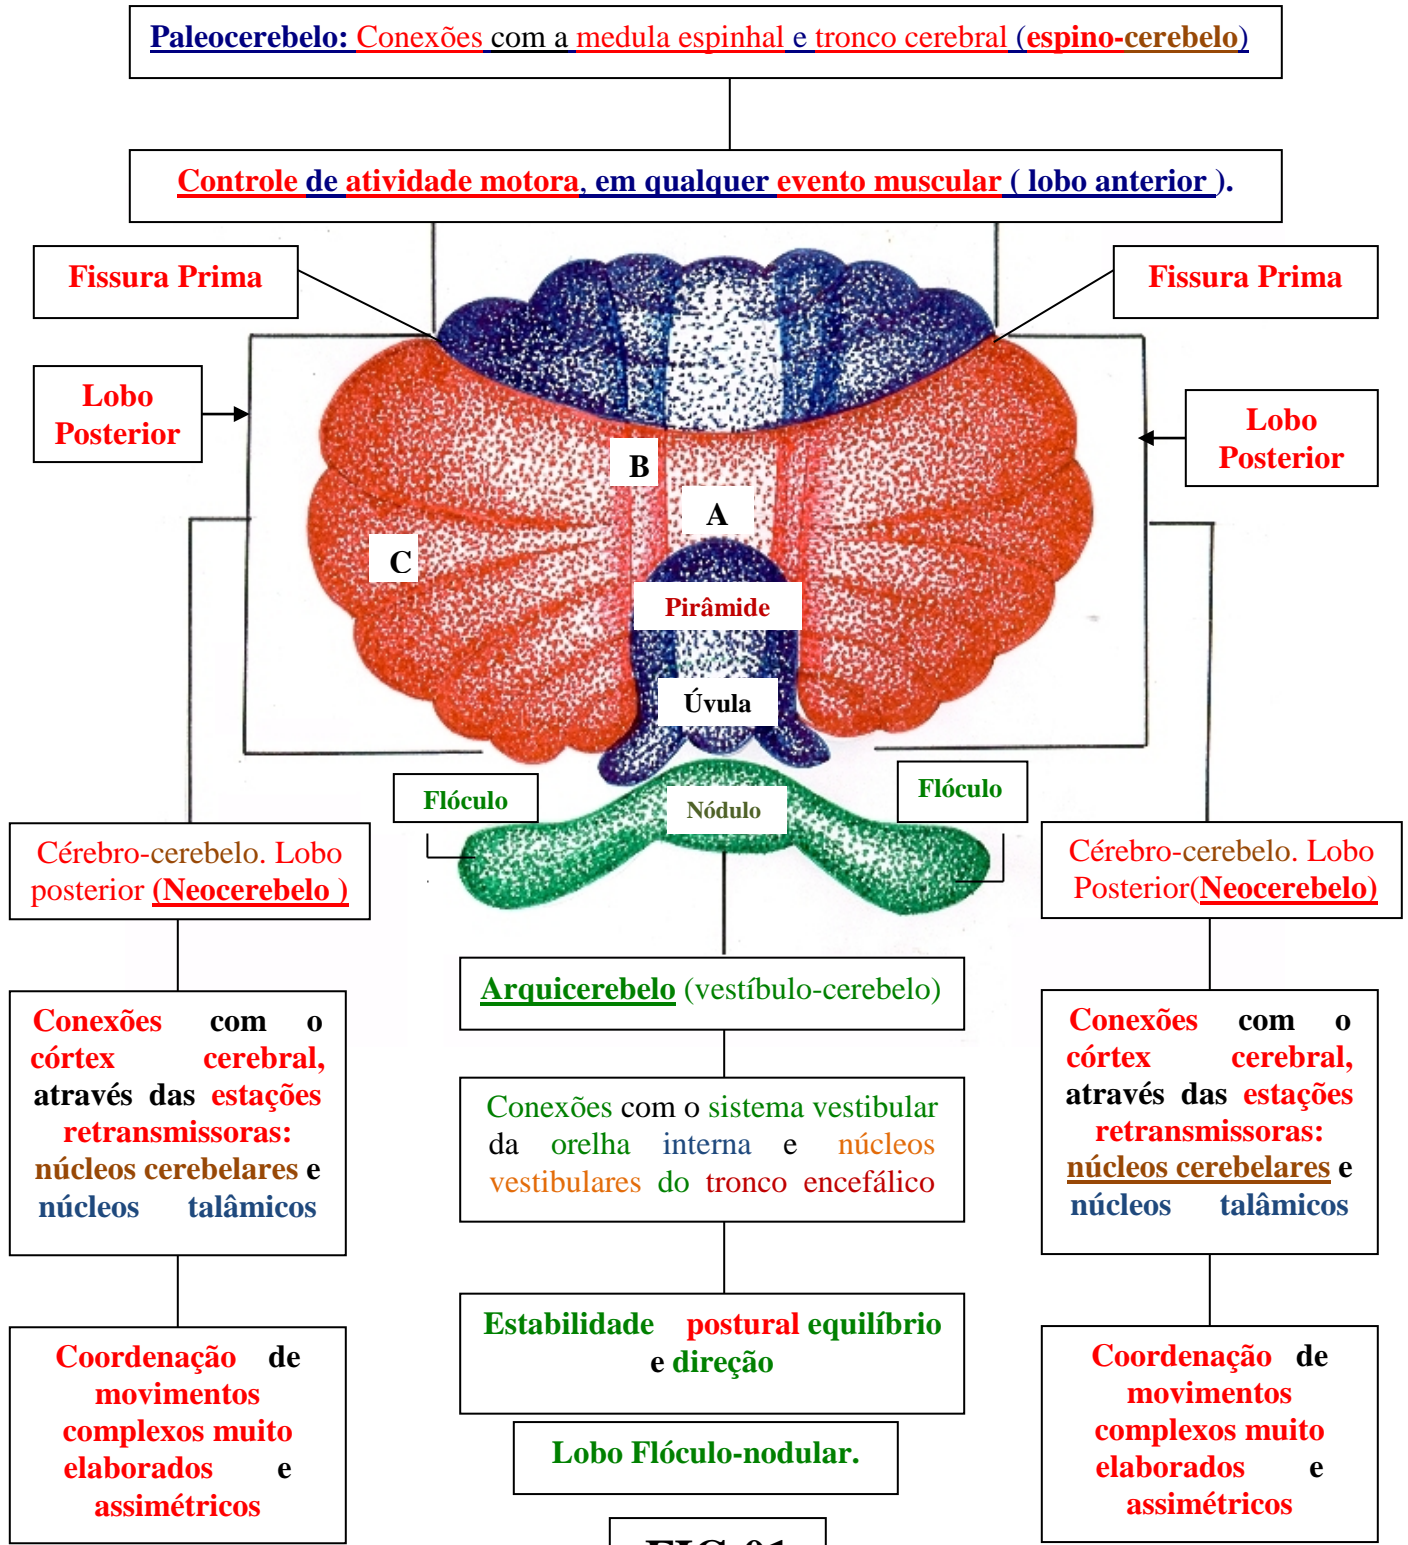 Paleocerebelo: Conexões com a medula espinhal e tronco cerebral (espino-cerebelo)
Controle de atividade motora, em qualquer evento muscular ( lobo anterior ).
Fissura Prima
Fissura Prima
Lobo
Posterior
Lobo
Posterior
B
A
C
Pirâmide
Úvula
Flóculo
Nódulo
Flóculo
Cérebro-cerebelo. Lobo
posterior (Neocerebelo )
Cérebro-cerebelo. Lobo
Posterior(Neocerebelo)
Arquicerebelo (vestíbulo-cerebelo)
Conexões com o
córtex cerebral,
através das estações
retransmissoras:
núcleos cerebelares e
núcleos talâmicos
Conexões com o sistema vestibular
da orelha interna e núcleos
vestibulares do tronco encefálico
Conexões com o
córtex cerebral,
através das estações
retransmissoras:
núcleos cerebelares e
núcleos talâmicos
Estabilidade postural equilíbrio
e direção
Coordenação de
movimentos
complexos muito
elaborados e
assimétricos
Lobo Flóculo-nodular.
Coordenação de
movimentos
complexos muito
elaborados e
assimétricos
FIG.01